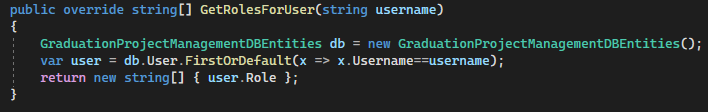 public override string[] GetRolesForUser(string username)
{
GraduationProjectManagementDBEntities db = new GraduationProjectManagementDBEntities();
var user = db.User.FirstOrDefault(x => x.Username==username);
return new string[] { user.Role };
}